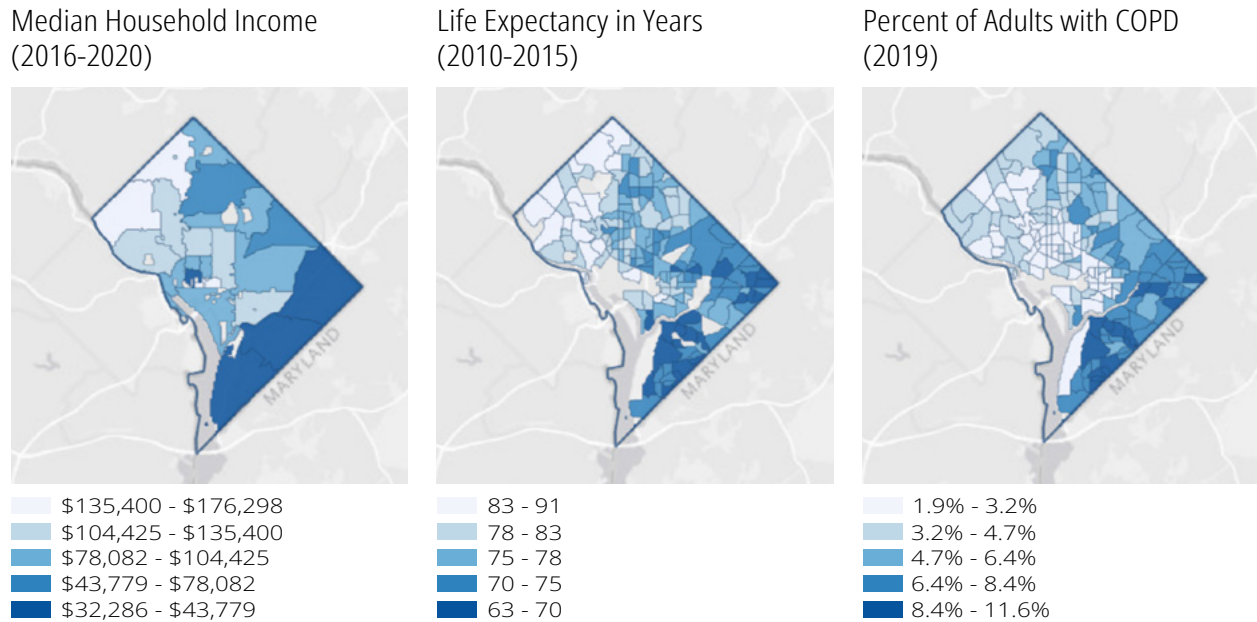 Median Household Income
(2016-2020)
MARYLAND
$135,400 - $176,298
$104,425 - $135,400
$78,082 - $104,425
$43,779 - $78,082
$32,286 - $43,779
Life Expectancy in Years
(2010-2015)
MARYLAND
83 - 91
78 - 83
75 - 78
70 - 75
63 - 70
Percent of Adults with COPD
(2019)
MARYLAND
1.9% - 3.2%
3.2% - 4.7%
4.7% - 6.4%
6.4% - 8.4%
8.4% - 11.6%